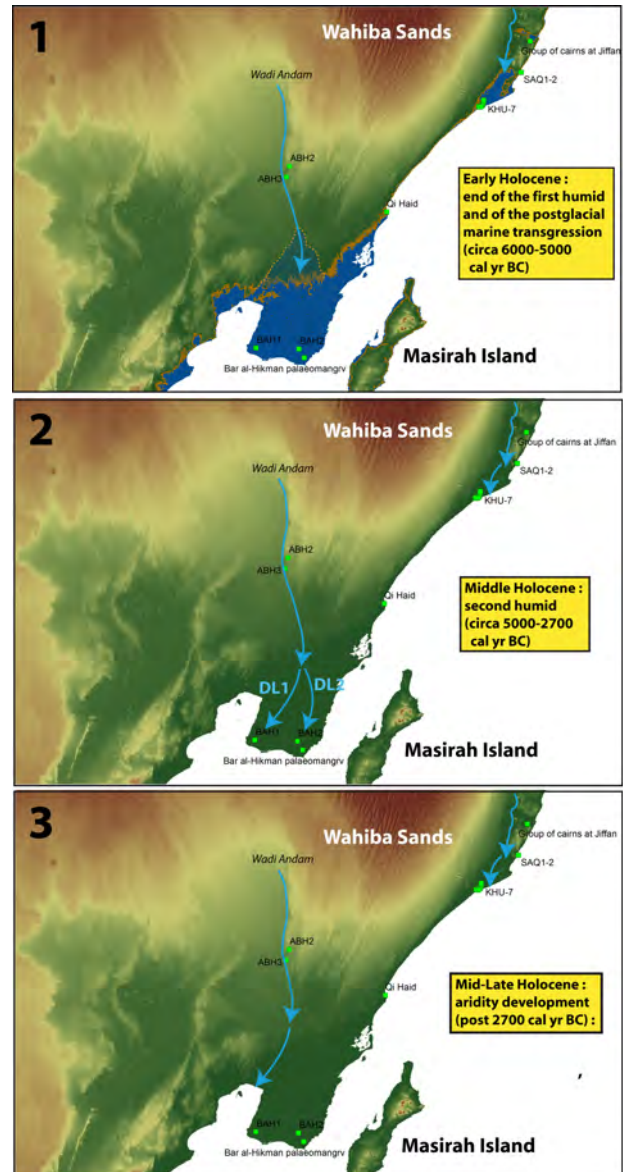 1
Wahiba Sands
Group of cairns at Jiffan
Wadi Andam
SAQ1-2
KHU-7
ABH2
ABH3
Early Holocene :
end of the first humid
and of the postglacial
marine transgression
(circa 6000-5000
cal yr BC)
Qi Haid
BAH1
BAH2
Masirah Island
Bar al-Hikman palaeomangrv
2
Wahiba Sands
Group of cairns at Jiffan
Wadi Andam
SAQ1-2
KHU-7
ABH2
ABH3
Middle Holocene :
second humid
(circa 5000-2700
cal yr BC)
Qi Haid
DL1
DL2
BAH1
BAH2
Masirah Island
Bar al-Hikman palaeomangrv
3
Wahiba Sands
Group of cairns at Jiffan
Wadi Andam
SAQ1-2
KHU-7
ABH2
ABH3
Mid-Late Holocene :
aridity development
(post 2700 cal yr BC) :
Qi Haid
,
BAH1
BAH2
Bar al-Hikman palaeomangrv
Masirah Island